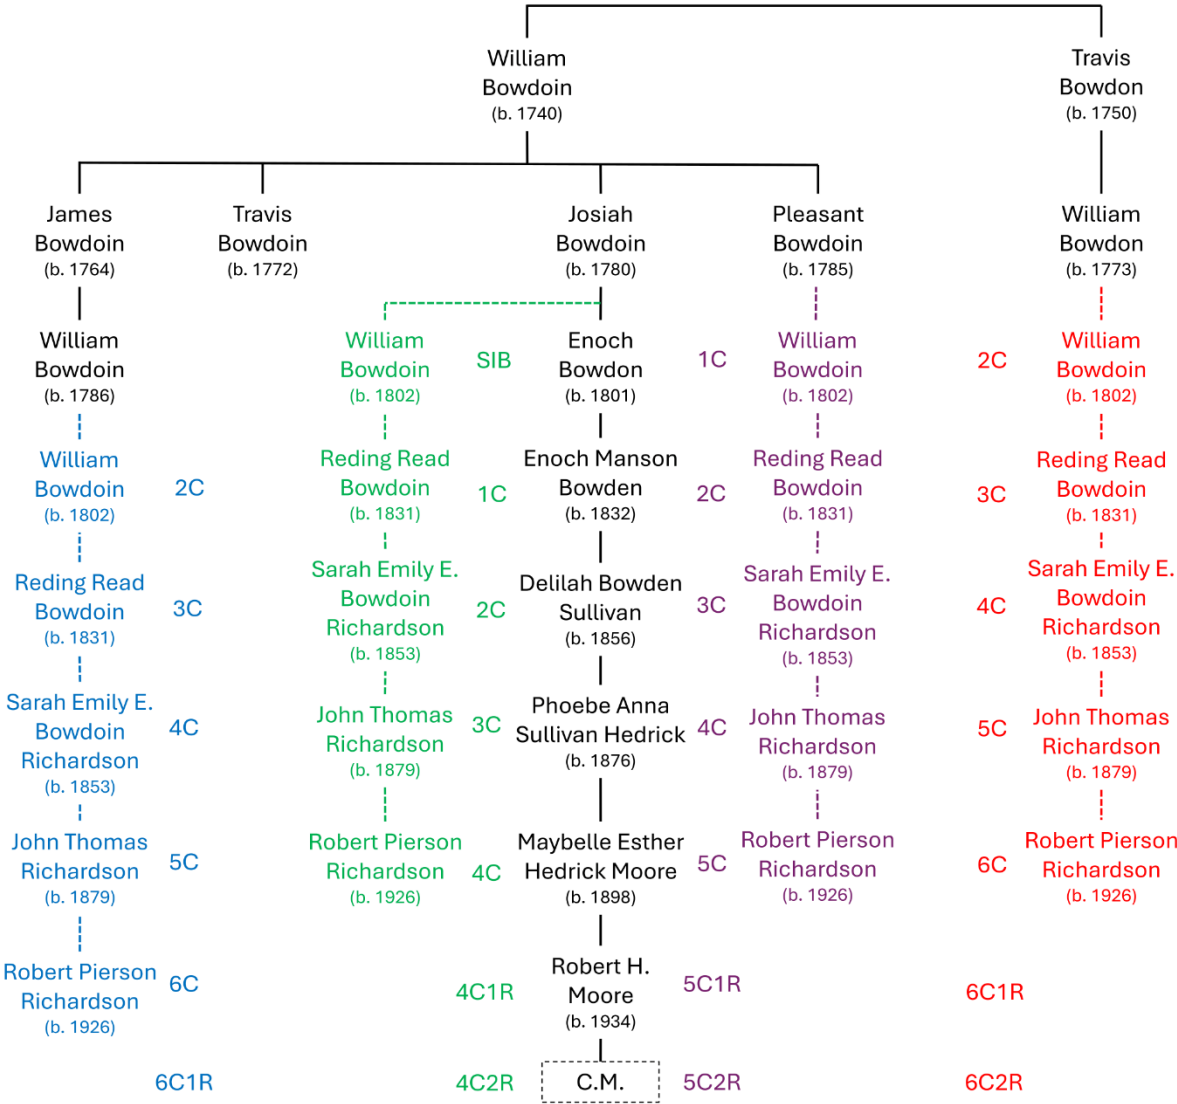 William
Bowdoin
(b. 1740)
Travis
Bowdon
(b. 1750)
James
Bowdoin
(b. 1764)
Travis
Bowdoin
(b. 1772)
Josiah
Bowdoin
(b. 1780)
Pleasant
Bowdoin
(b. 1785)
William
Bowdon
(b. 1773)
William
Bowdoin
(b. 1786)
William
Bowdoin
(b. 1802)
SIB
Enoch
Bowdon
(b. 1801)
1C
William
Bowdoin
(b. 1802)
2C
William
Bowdoin
(b. 1802)
William
Bowdoin
(b. 1802)
2C
Reding Read
Bowdoin
(b. 1831)
1C
Enoch Manson
Bowden
(b. 1832)
2C
Reding Read
Bowdoin
(b. 1831)
3C
Reding Read
Bowdoin
(b. 1831)
Reding Read
Bowdoin
(b. 1831)
3C
Sarah Emily E.
Bowdoin
Richardson
(b. 1853)
2C
Delilah Bowden
Sullivan
(b. 1856)
3C
Sarah Emily E.
Bowdoin
Richardson
(b. 1853)
4C
Sarah Emily E.
Bowdoin
Richardson
(b. 1853)
Sarah Emily E.
Bowdoin
Richardson
(b. 1853)
4C
John Thomas
Richardson
(b. 1879)
3C
Phoebe Anna
Sullivan Hedrick
(b. 1876)
4C
John Thomas
Richardson
(b. 1879)
5C
John Thomas
Richardson
(b. 1879)
John Thomas
Richardson
(b. 1879)
5C
Robert Pierson
Richardson
(b. 1926)
4C
Maybelle Esther
Hedrick Moore
(b. 1898)
5C
Robert Pierson
Richardson
(b. 1926)
6C
Robert Pierson
Richardson
(b. 1926)
Robert Pierson
Richardson
(b. 1926)
6C
4C1R
Robert H.
Moore
(b. 1934)
5C1R
6C1R
6C1R
4C2R
C.M.
5C2R
6C2R